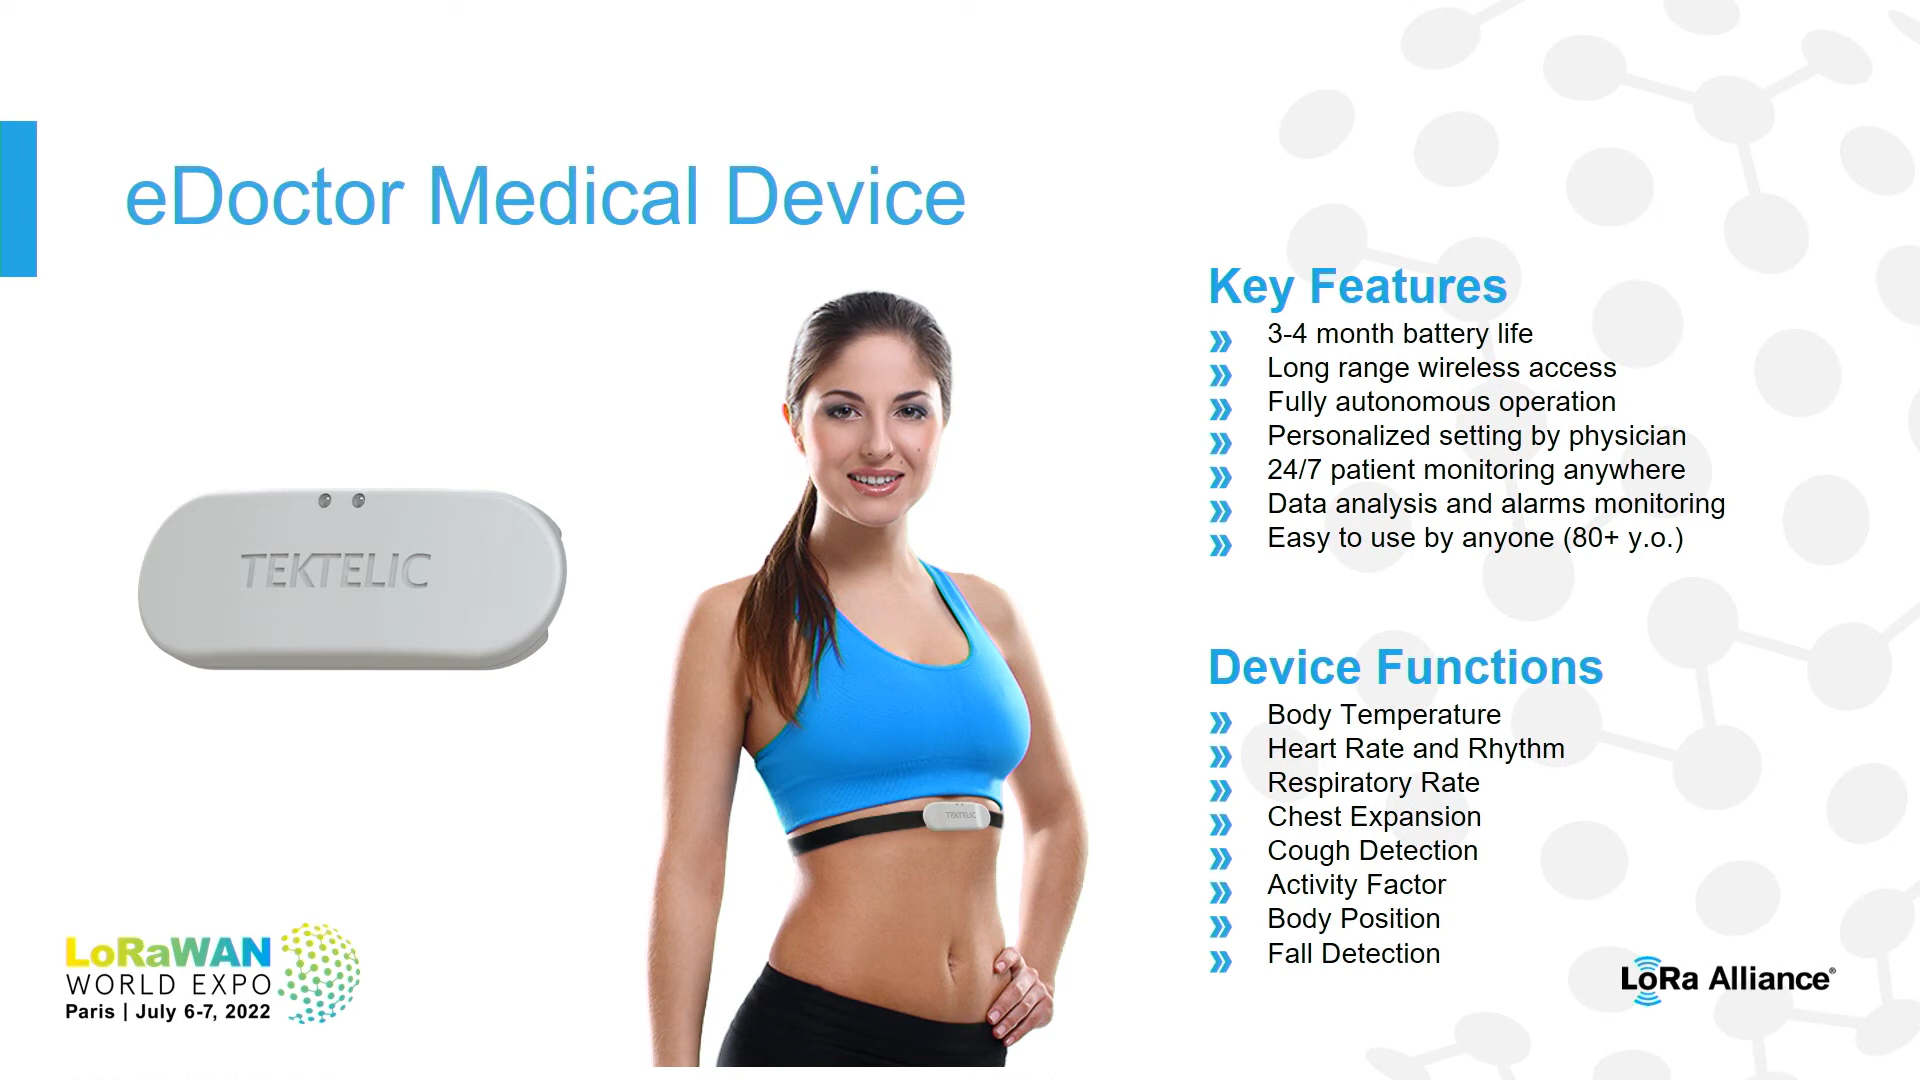 eDoctor Medical Device
TEKTELIC
TEKTELIC
Key Features
3-4 month battery life
Long range wireless access
Fully autonomous operation
Personalized setting by physician
24/7 patient monitoring anywhere
Data analysis and alarms monitoring
Easy to use by anyone (80+ y.o.)
Device Functions
Body Temperature
Heart Rate and Rhythm
Respiratory Rate
Chest Expansion
Cough Detection
Activity Factor
Body Position
Fall Detection
LoRaWAN
WORLD EXPO
Paris | July 6-7, 2022
LoRa Alliance®